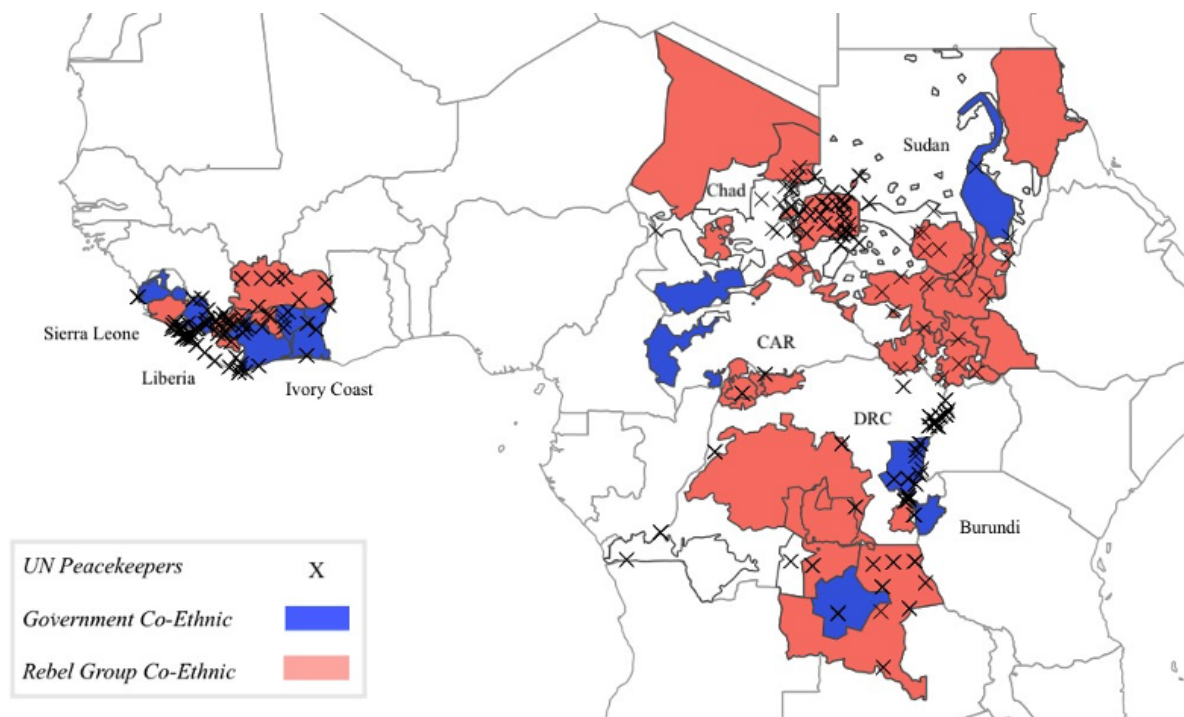 Sudan
Chad
Sierra Leone
CAR
Liberia
Ivory Coast
DRC
Burundi
UN Peacekeepers X
Government Co-Ethnic
Rebel Group Co-Ethnic